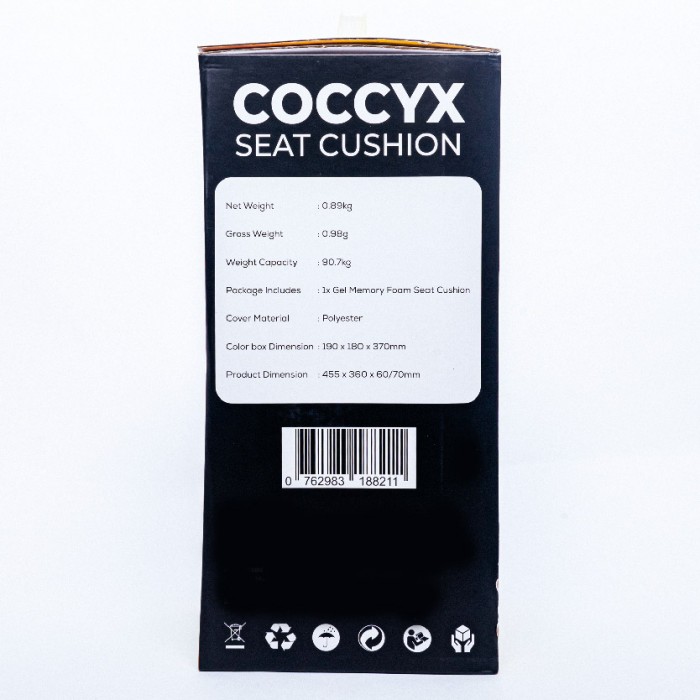 COCCYX
SEAT CUSHION
Net Weight : 0.89kg
Gross Weight : 0.98g
Weight Capacity : 90.7kg
Package Includes : 1x Gel Memory Foam Seat Cushion
Cover Material : Polyester
Color box Dimension : 190 x 180 x 370mm
Product Dimension : 455 x 360 x 60/70mm
0 762983 188211